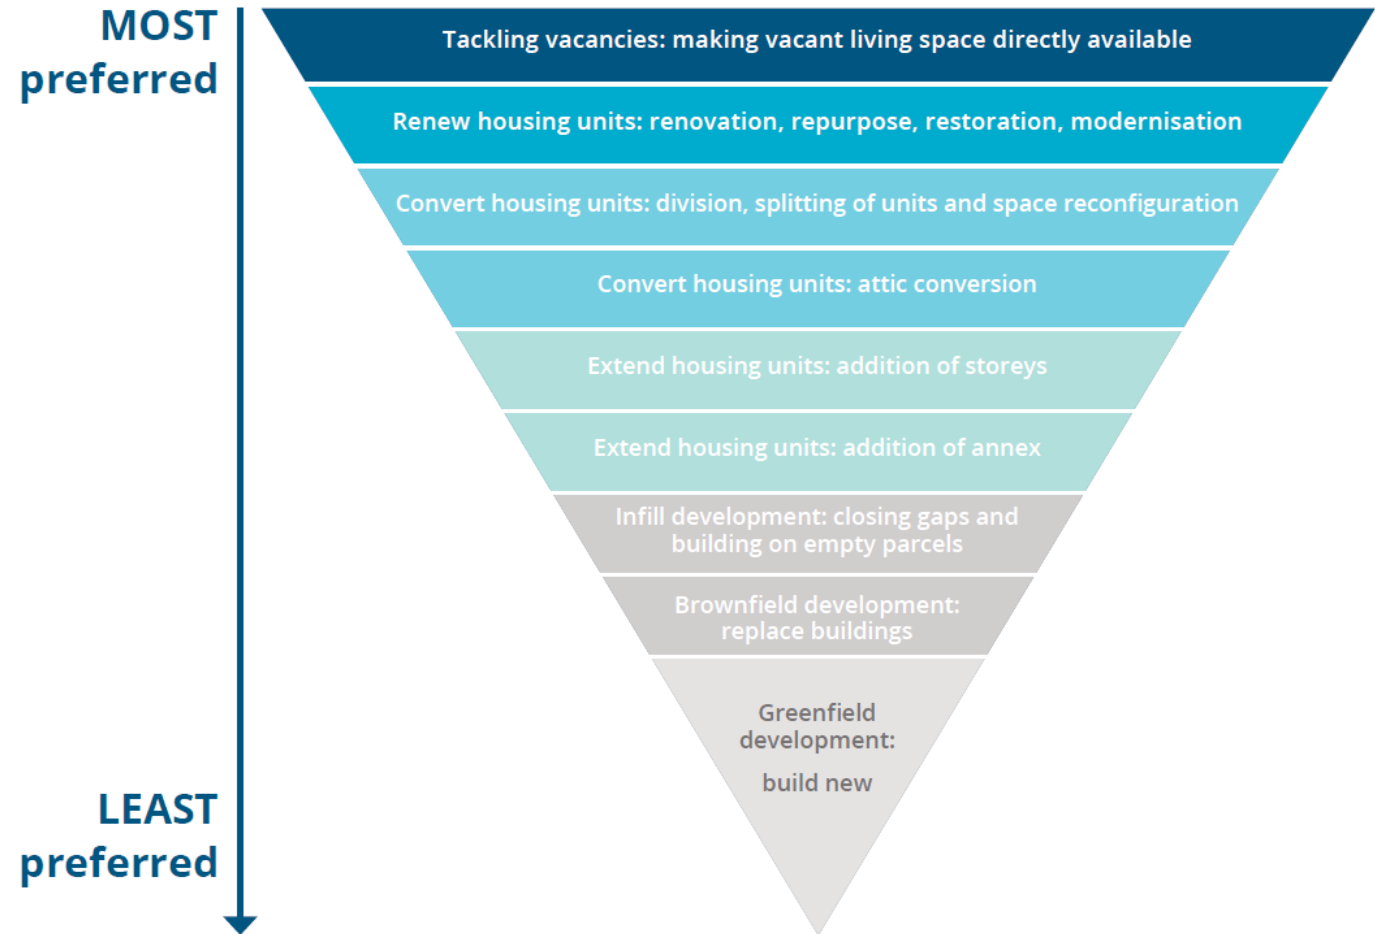 MOST
preferred
Tackling vacancies: making vacant living space directly available
Renew housing units: renovation, repurpose, restoration, modernisation
Convert housing units: division, splitting of units and space reconfiguration
Convert housing units: attic conversion
Extend housing units: addition of storeys
Extend housing units: addition of annex
Infill development: closing gaps and
building on empty parcels
Brownfield development:
replace buildings
Greenfield
development:
build new
LEAST
preferred